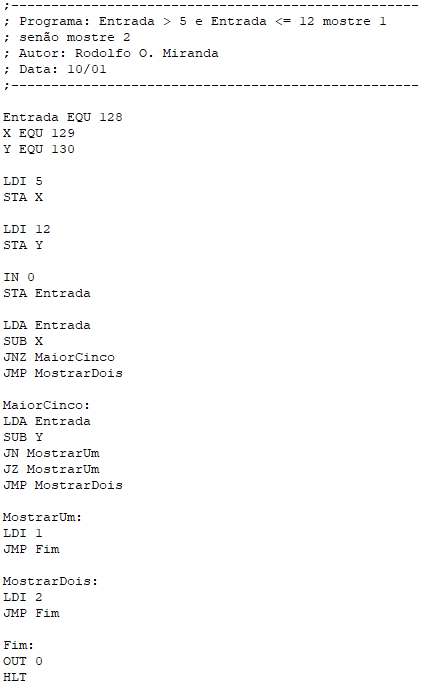 ;---------------------------------------------------
; Programa: Entrada > 5 e Entrada <= 12 mostre 1
; senão mostre 2
; Autor: Rodolfo O. Miranda
; Data: 10/01
;---------------------------------------------------
Entrada EQU 128
X EQU 129
Y EQU 130
LDI 5
STA X
LDI 12
STA Y
IN 0
STA Entrada
LDA Entrada
SUB X
JNZ MaiorCinco
JMP MostrarDois
MaiorCinco:
LDA Entrada
SUB Y
JN MostrarUm
JZ MostrarUm
JMP MostrarDois
MostrarUm:
LDI 1
JMP Fim
MostrarDois:
LDI 2
JMP Fim
Fim:
OUT 0
HLT